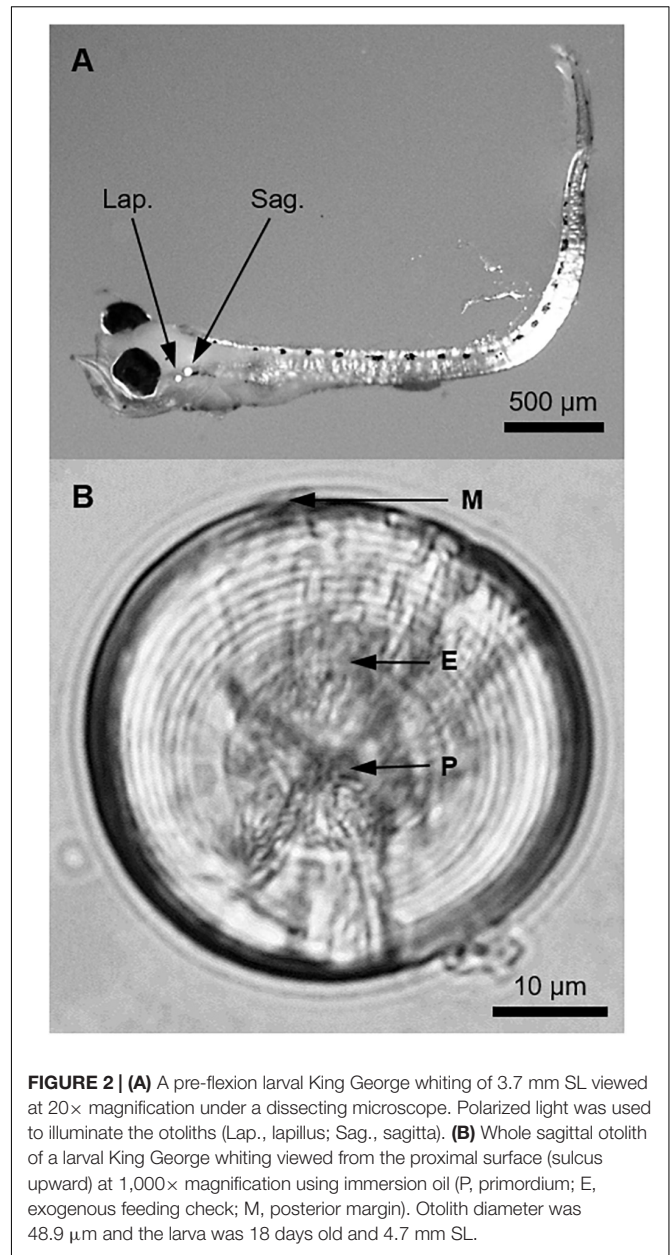 A
Lap.
Sag.
500 µm
B
M
E
P
10 µm
FIGURE 2 | (A) A pre-flexion larval King George whiting of 3.7 mm SL viewed
at 20× magnification under a dissecting microscope. Polarized light was used
to illuminate the otoliths (Lap., lapillus; Sag., sagitta). (B) Whole sagittal otolith
of a larval King George whiting viewed from the proximal surface (sulcus
upward) at 1,000× magnification using immersion oil (P, primordium; E,
exogenous feeding check; M, posterior margin). Otolith diameter was
48.9 µm and the larva was 18 days old and 4.7 mm SL.